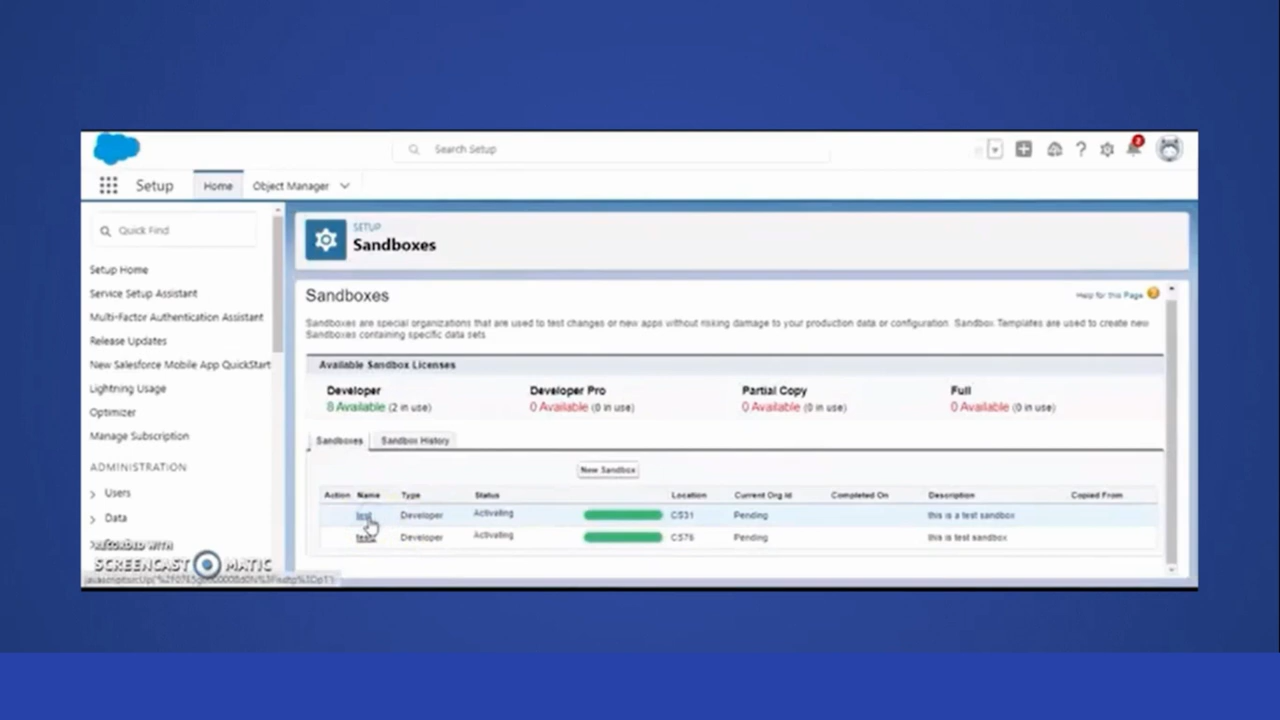 Search Setup
3
Setup Home Object Manager
Quick Find
Setup Home
Service Setup Assistant
Multi-Factor Authentication Assistant
Release Updates
New Salesforce Mobile App QuickStart
Lightning Usage
Optimizer
Manage Subscription
ADMINISTRATION
Users
Data
RECORDED WITH
SCREENCAST MATIC
SETUP
Sandboxes
Sandboxes
Help for this Page
Sandboxes are special organizations that are used to test changes or new apps without risking damage to your production data or configuration. Sandbox Templates are used to create new
Sandboxes containing specific data sets.
Available Sandbox Licenses
Developer Developer Pro Partial Copy Full
8 Available (2 in use) 0 Available (0 in use) 0 Available (0 in use) 0 Available (0 in use)
Sandboxes Sandbox History
New Sandbox
Action Name Type Status Location Current Org Id Completed On Description Copied From
test Developer Activating CS31 Pending this is a test sandbox
Developer Activating CS76 Pending this is test sandbox